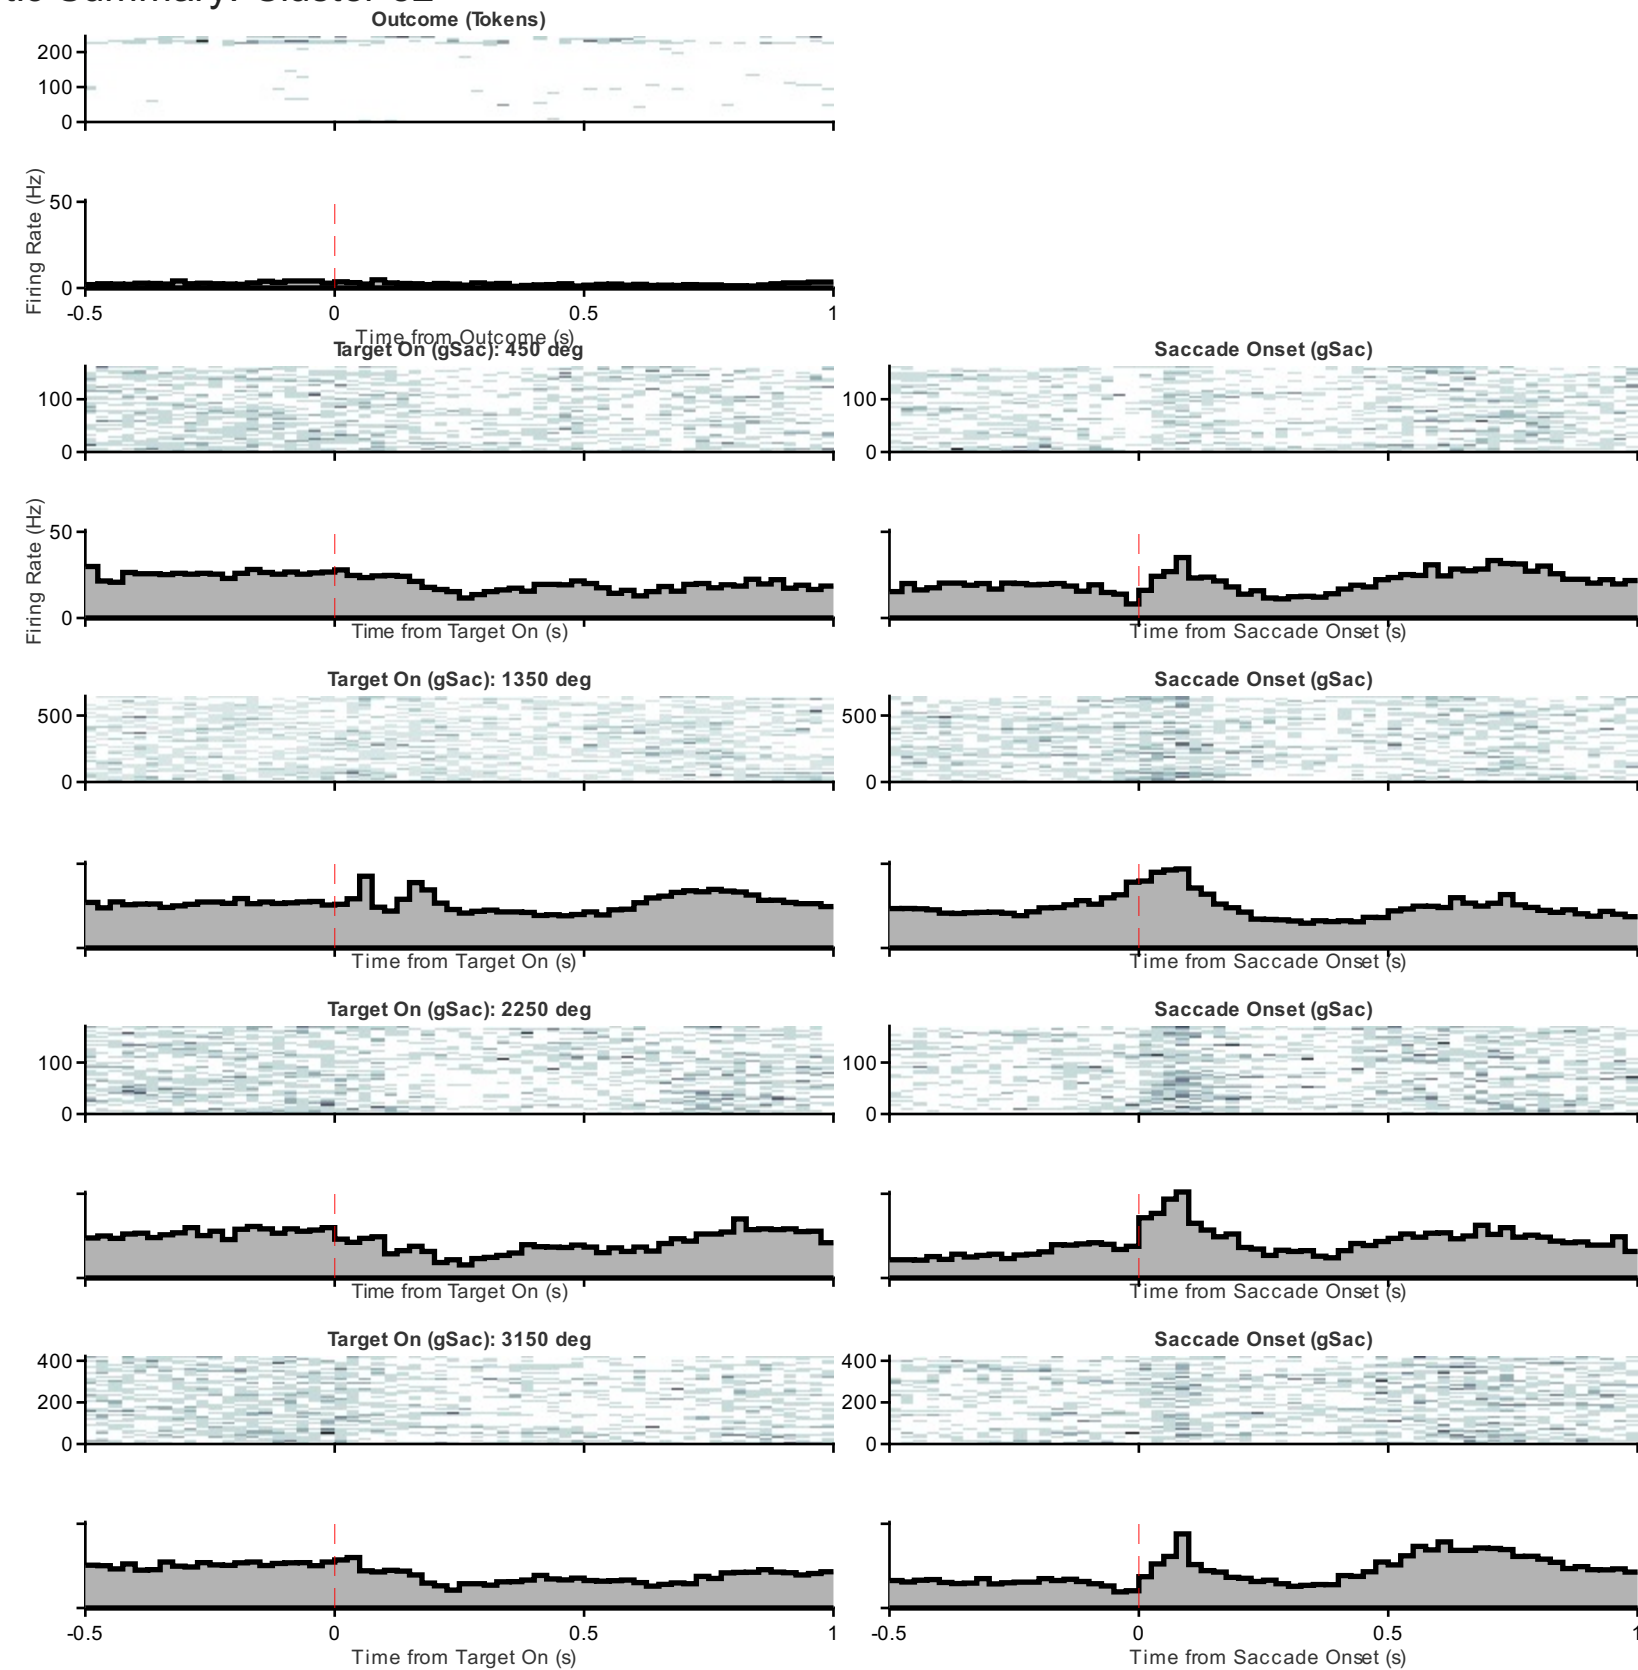 Summary: Cluster
Outcome (Tokens)
200
100
0
Firing Rate (Hz)
50
0
-0.5 0 0.5 1
Time from Outcome (s)
Target On (gSac): 450 deg Saccade Onset (gSac)
100 100
0 0
Firing Rate (Hz)
50
0
Time from Target On (s) Time from Saccade Onset (s)
Target On (gSac): 1350 deg Saccade Onset (gSac)
500 500
0 0
Time from Target On (s) Time from Saccade Onset (s)
Target On (gSac): 2250 deg Saccade Onset (gSac)
100 100
0 0
Time from Target On (s) Time from Saccade Onset (s)
Target On (gSac): 3150 deg Saccade Onset (gSac)
400 400
200 200
0 0
-0.5 0 0.5 1 -0.5 0 0.5 1
Time from Target On (s) Time from Saccade Onset (s)